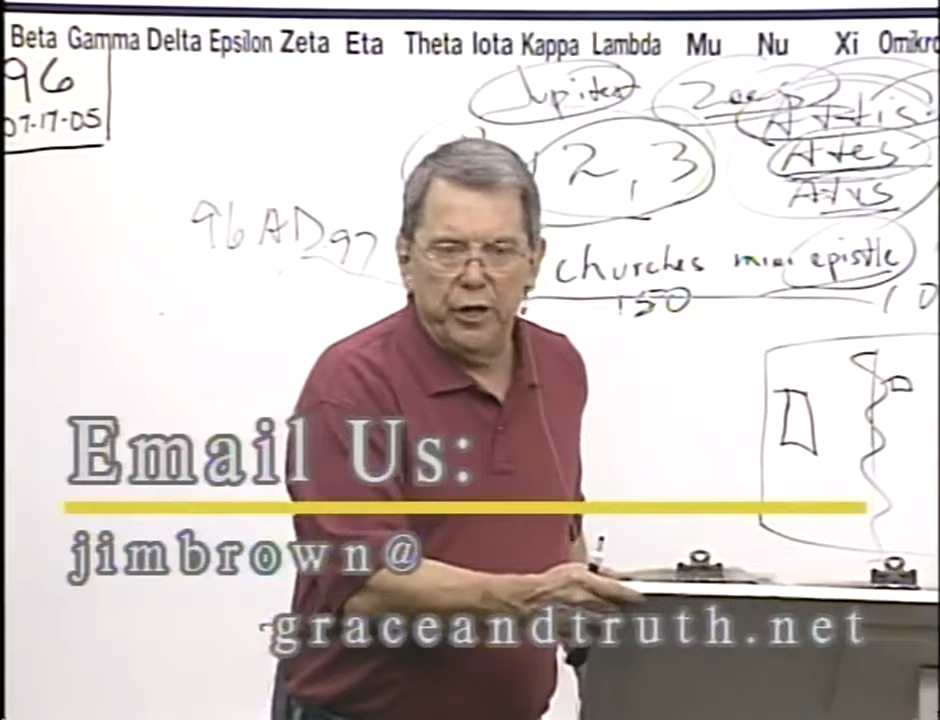 Beta Gamma Delta Epsilon Zeta Eta Theta Iota Kappa Lambda Mu Nu Xi Omikro
96
07-17-05
Jupiter
Attis
2, 3
Ates
Atys
96 AD 97
churches mini epistle
150
Email Us:
jimbrown@
graceandtruth.net